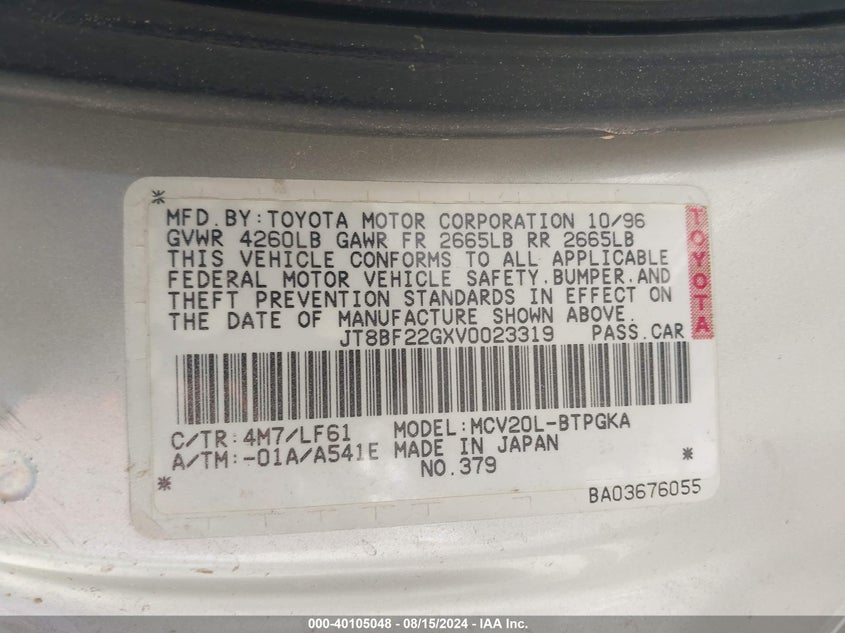 MFD.BY:TOYOTA MOTOR CORPORATION 10/96
GVWR 4260LB GAWR FR 2665LB RR 2665LB
THIS VEHICLE CONFORMS TO ALL APPLICABLE
FEDERAL MOTOR VEHICLE SAFETY,BUMPER,AND
THEFT PREVENTION STANDARDS IN EFFECT ON
THE DATE OF MANUFACTURE SHOWN ABOVE.
JT8BF22GXV0023319 PASS.CAR
TOYOTA
C/TR:4M7/LF61 MODEL:MCV20L-BTPGKA
A/TM:-01A/A541E MADE IN JAPAN
NO.379
BA03676055
000-40105048 - 08/15/2024 - IAA Inc.